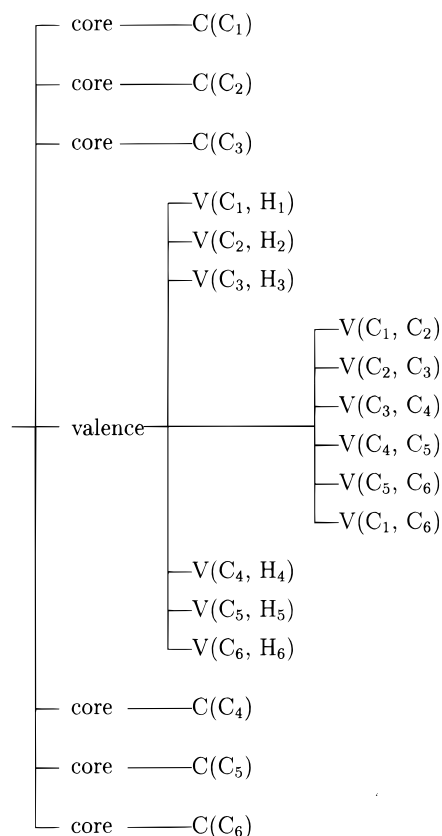 core C(C₁)
core C(C₂)
core C(C₃)
V(C₁, H₁)
V(C₂, H₂)
V(C₃, H₃)
V(C₁, C₂)
V(C₂, C₃)
V(C₃, C₄)
valence
V(C₄, C₅)
V(C₅, C₆)
V(C₁, C₆)
V(C₄, H₄)
V(C₅, H₅)
V(C₆, H₆)
core C(C₄)
core C(C₅)
core C(C₆)